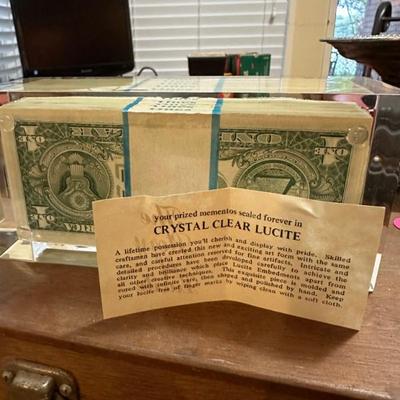 ONE
ONE
ONE
ONE
your prized mementos sealed forever in
CRYSTAL CLEAR LUCITE
A lifetime possession you'll cherish and display with pride. Skilled
craftsman have created this new and exciting art form with the same
care, and careful attention reserved for fine artifacts. Intricate and
detailed procedures have been developed carefully to achieve the
clarity and brilliance which place Lucite Embedments apart from
all other creative techniques. This exquisite piece is molded and
cured with infinite care, then shaped and polished by hand. Keep
your lucite free of finger marks by wiping clean with a soft cloth.